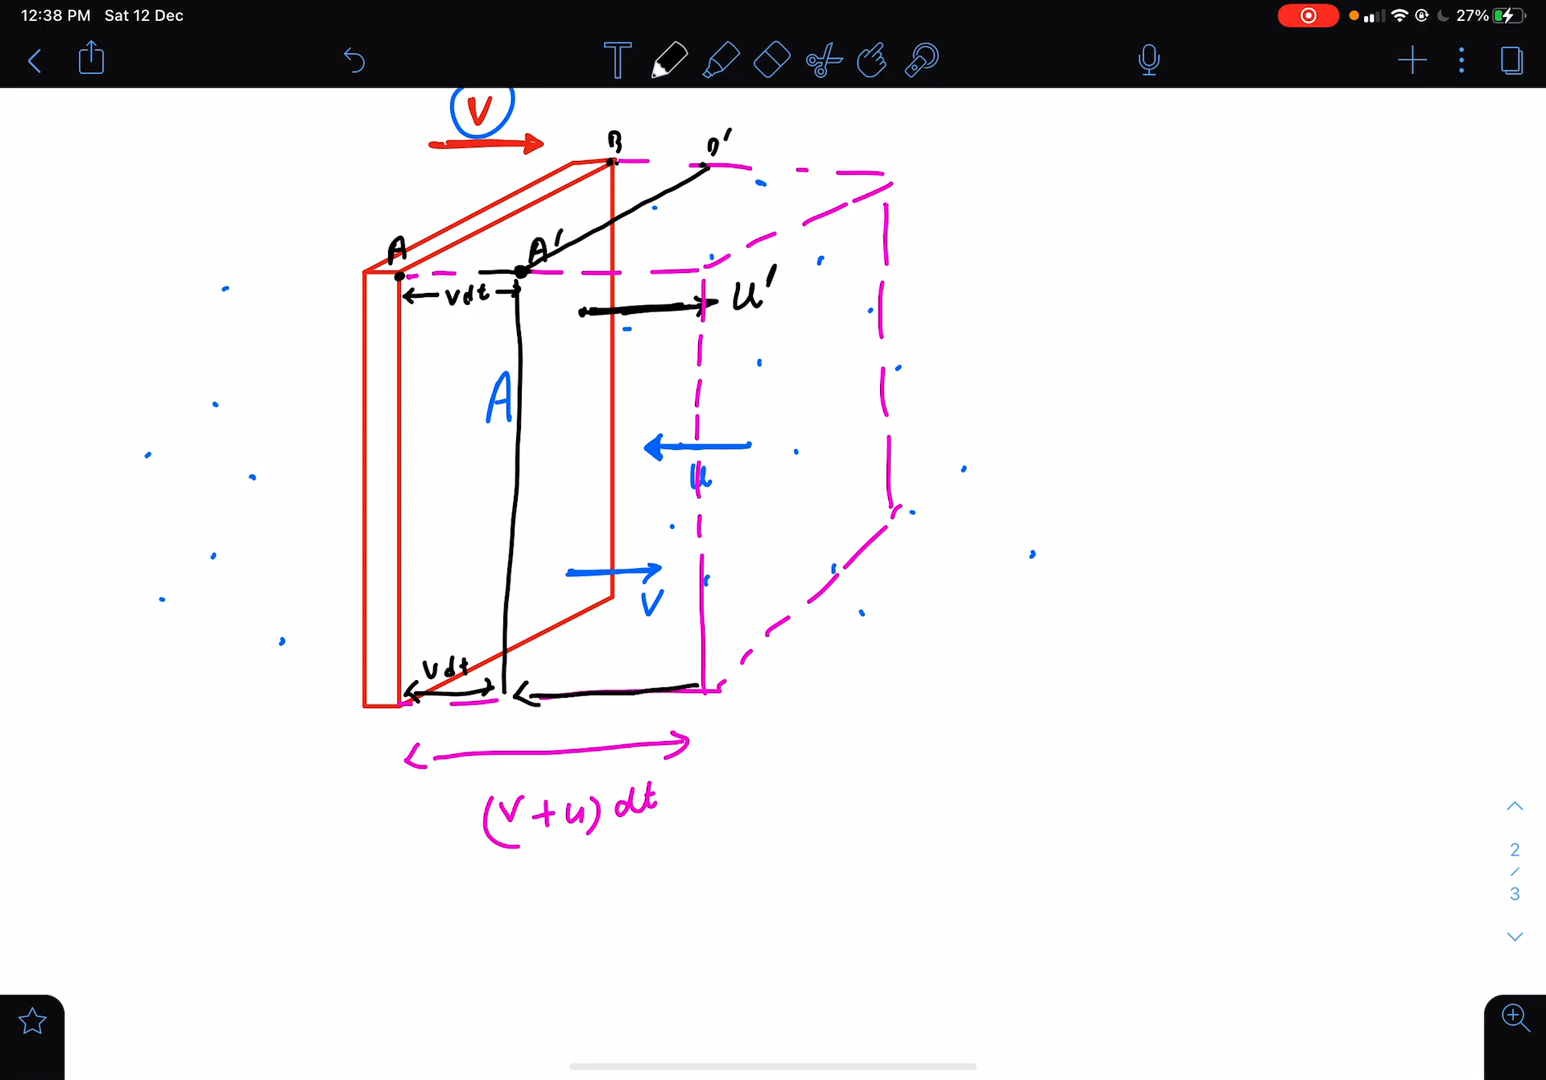 12:38 PM Sat 12 Dec
27%
T
V
B
A
A'
vdt
u'
A
u
V
vdt
(v+u) dt
2
/
3